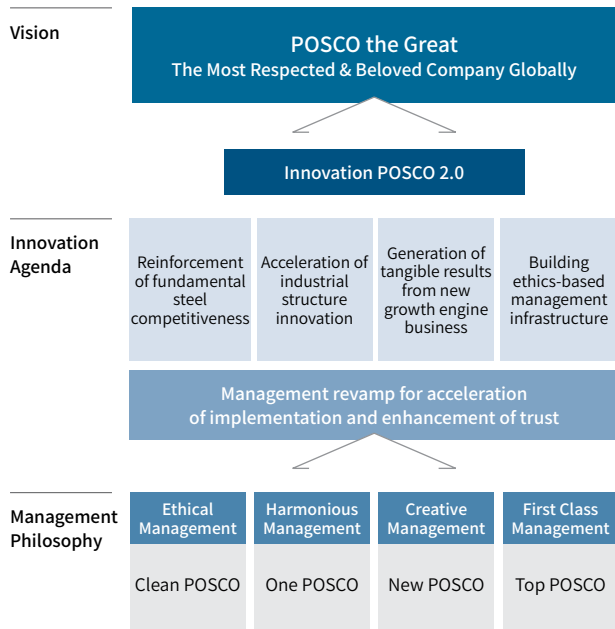 Vision
POSCO the Great
The Most Respected & Beloved Company Globally
Innovation POSCO 2.0
Innovation
Agenda
Reinforcement
of fundamental
steel
competitiveness
Acceleration of
industrial
structure
innovation
Generation of
tangible results
from new
growth engine
business
Building
ethics-based
management
infrastructure
Management revamp for acceleration
of implementation and enhancement of trust
Management
Philosophy
Ethical
Management
Harmonious
Management
Creative
Management
First Class
Management
Clean POSCO
One POSCO
New POSCO
Top POSCO